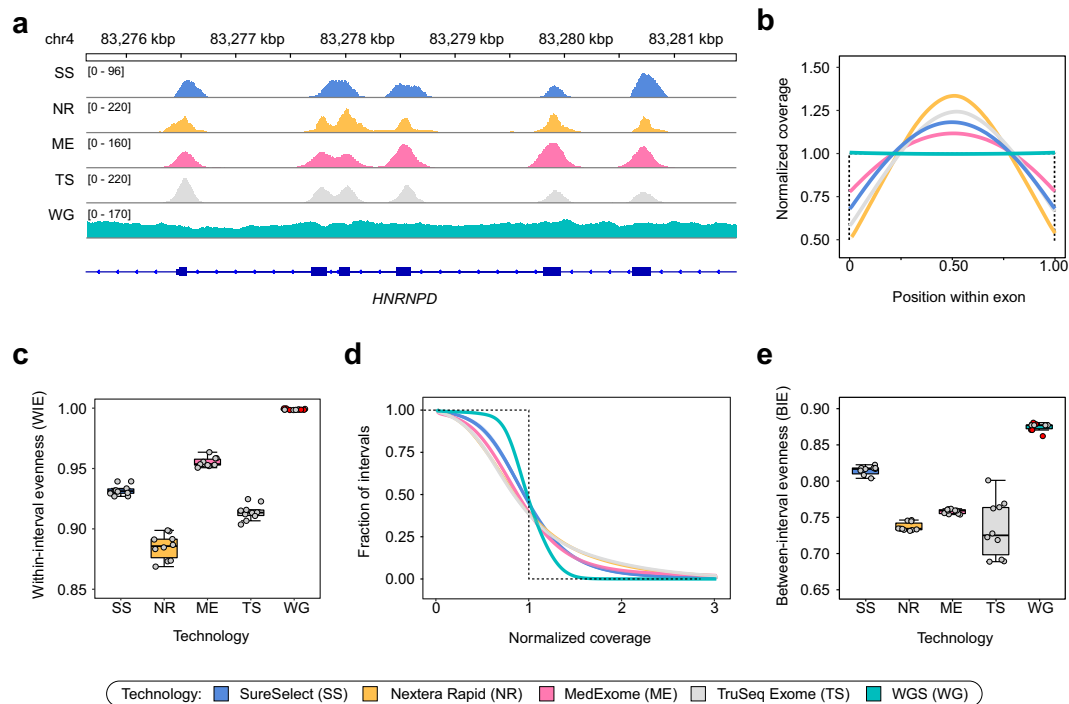 a
chr4 83,276 kbp 83,277 kbp 83,278 kbp 83,279 kbp 83,280 kbp 83,281 kbp
SS [0 - 96]
NR [0 - 220]
ME [0 - 160]
TS [0 - 220]
WG [0 - 170]
HNRNPD
b
Normalized coverage
1.50
1.25
1.00
0.75
0.50
0 0.50 1.00
Position within exon
c
Within-interval evenness (WIE)
1.00
0.95
0.90
0.85
SS NR ME TS WG
Technology
d
Fraction of intervals
1.00
0.75
0.50
0.25
0.00
0 1 2 3
Normalized coverage
e
Between-interval evenness (BIE)
0.90
0.85
0.80
0.75
0.70
0.65
SS NR ME TS WG
Technology
Technology: SureSelect (SS) Nextera Rapid (NR) MedExome (ME) TruSeq Exome (TS) WGS (WG)